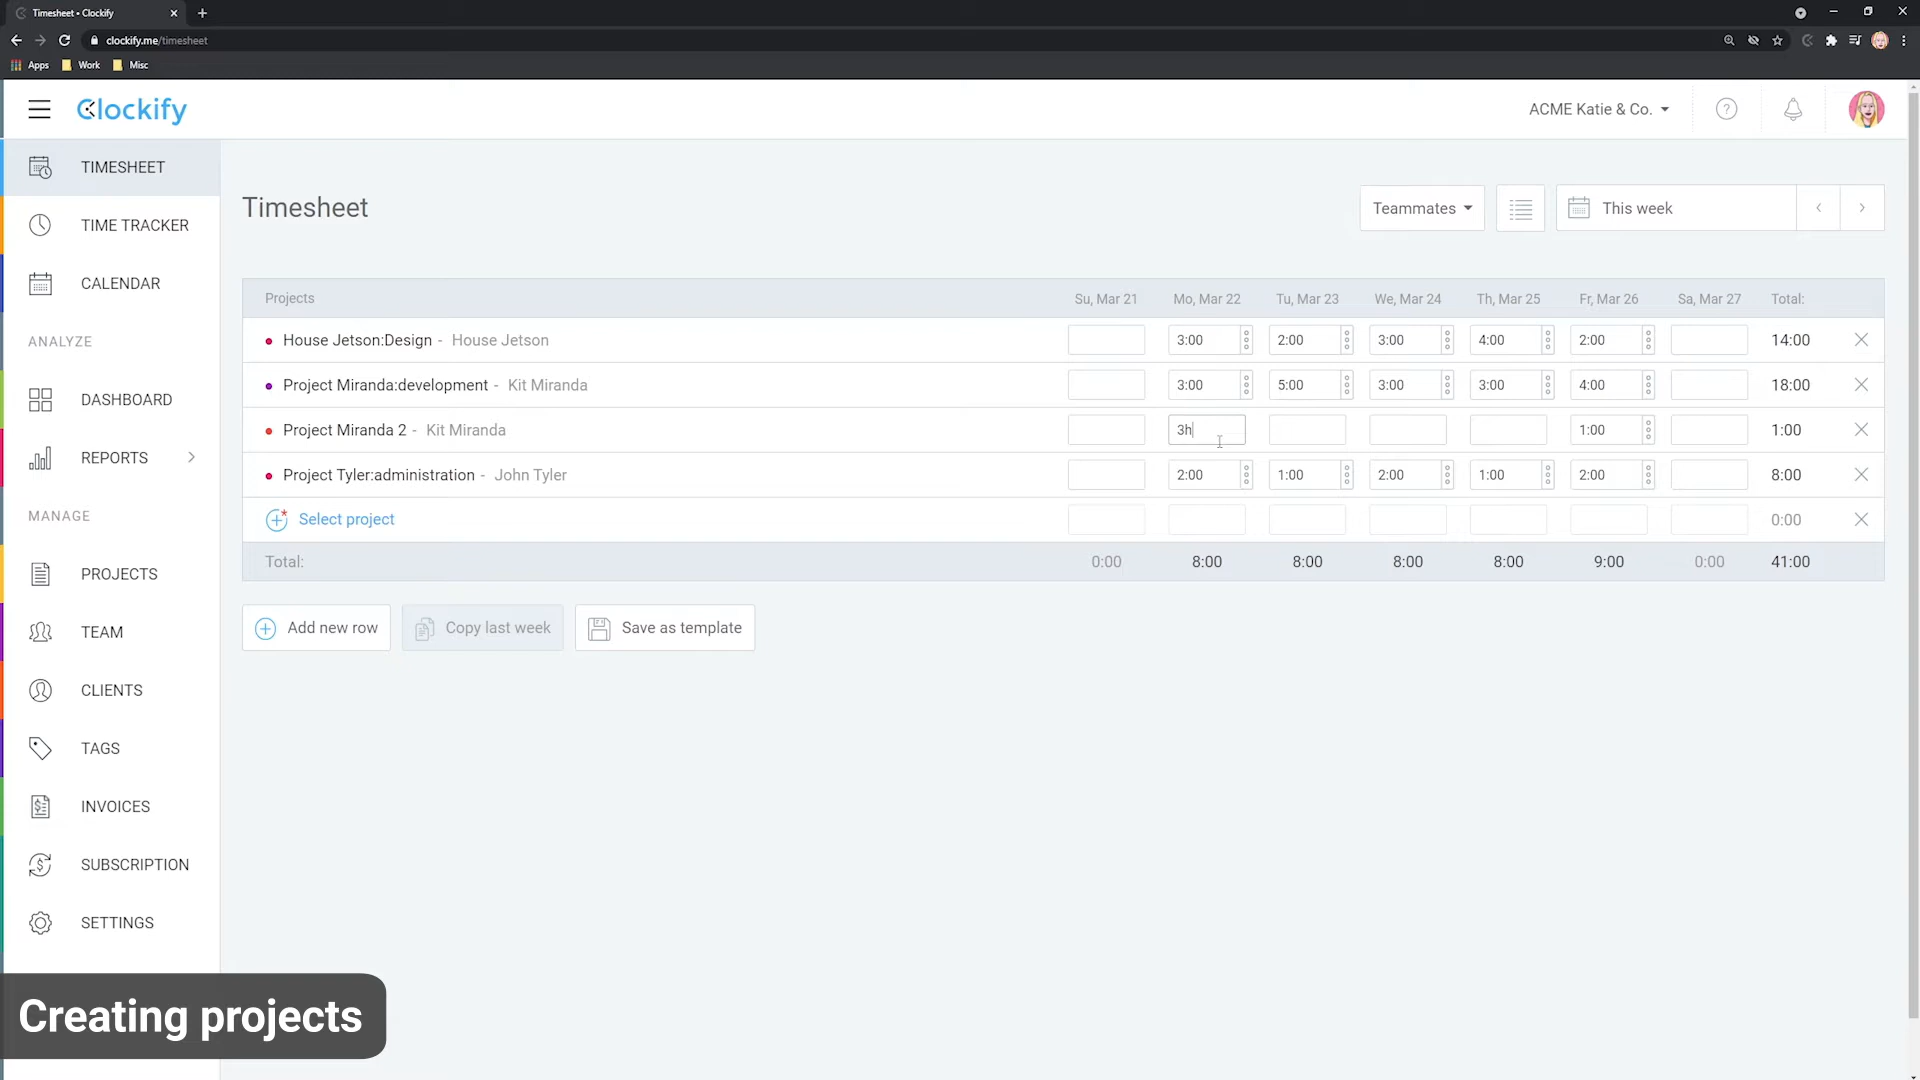 Timesheet • Clockify
clockify.me/timesheet
Apps Work Misc
Clockify ACME Katie & Co. ?
TIMESHEET
TIME TRACKER
CALENDAR
ANALYZE
DASHBOARD
REPORTS
MANAGE
PROJECTS
TEAM
CLIENTS
TAGS
INVOICES
SUBSCRIPTION
SETTINGS
Timesheet Teammates This week
Projects Su, Mar 21 Mo, Mar 22 Tu, Mar 23 We, Mar 24 Th, Mar 25 Fr, Mar 26 Sa, Mar 27 Total:
House Jetson:Design - House Jetson 3:00 2:00 3:00 4:00 2:00 14:00
Project Miranda:development - Kit Miranda 3:00 5:00 3:00 3:00 4:00 18:00
Project Miranda 2 - Kit Miranda 3h 1:00 1:00
Project Tyler:administration - John Tyler 2:00 1:00 2:00 1:00 2:00 8:00
Select project 0:00
Total: 0:00 8:00 8:00 8:00 8:00 9:00 0:00 41:00
Add new row Copy last week Save as template
Creating projects